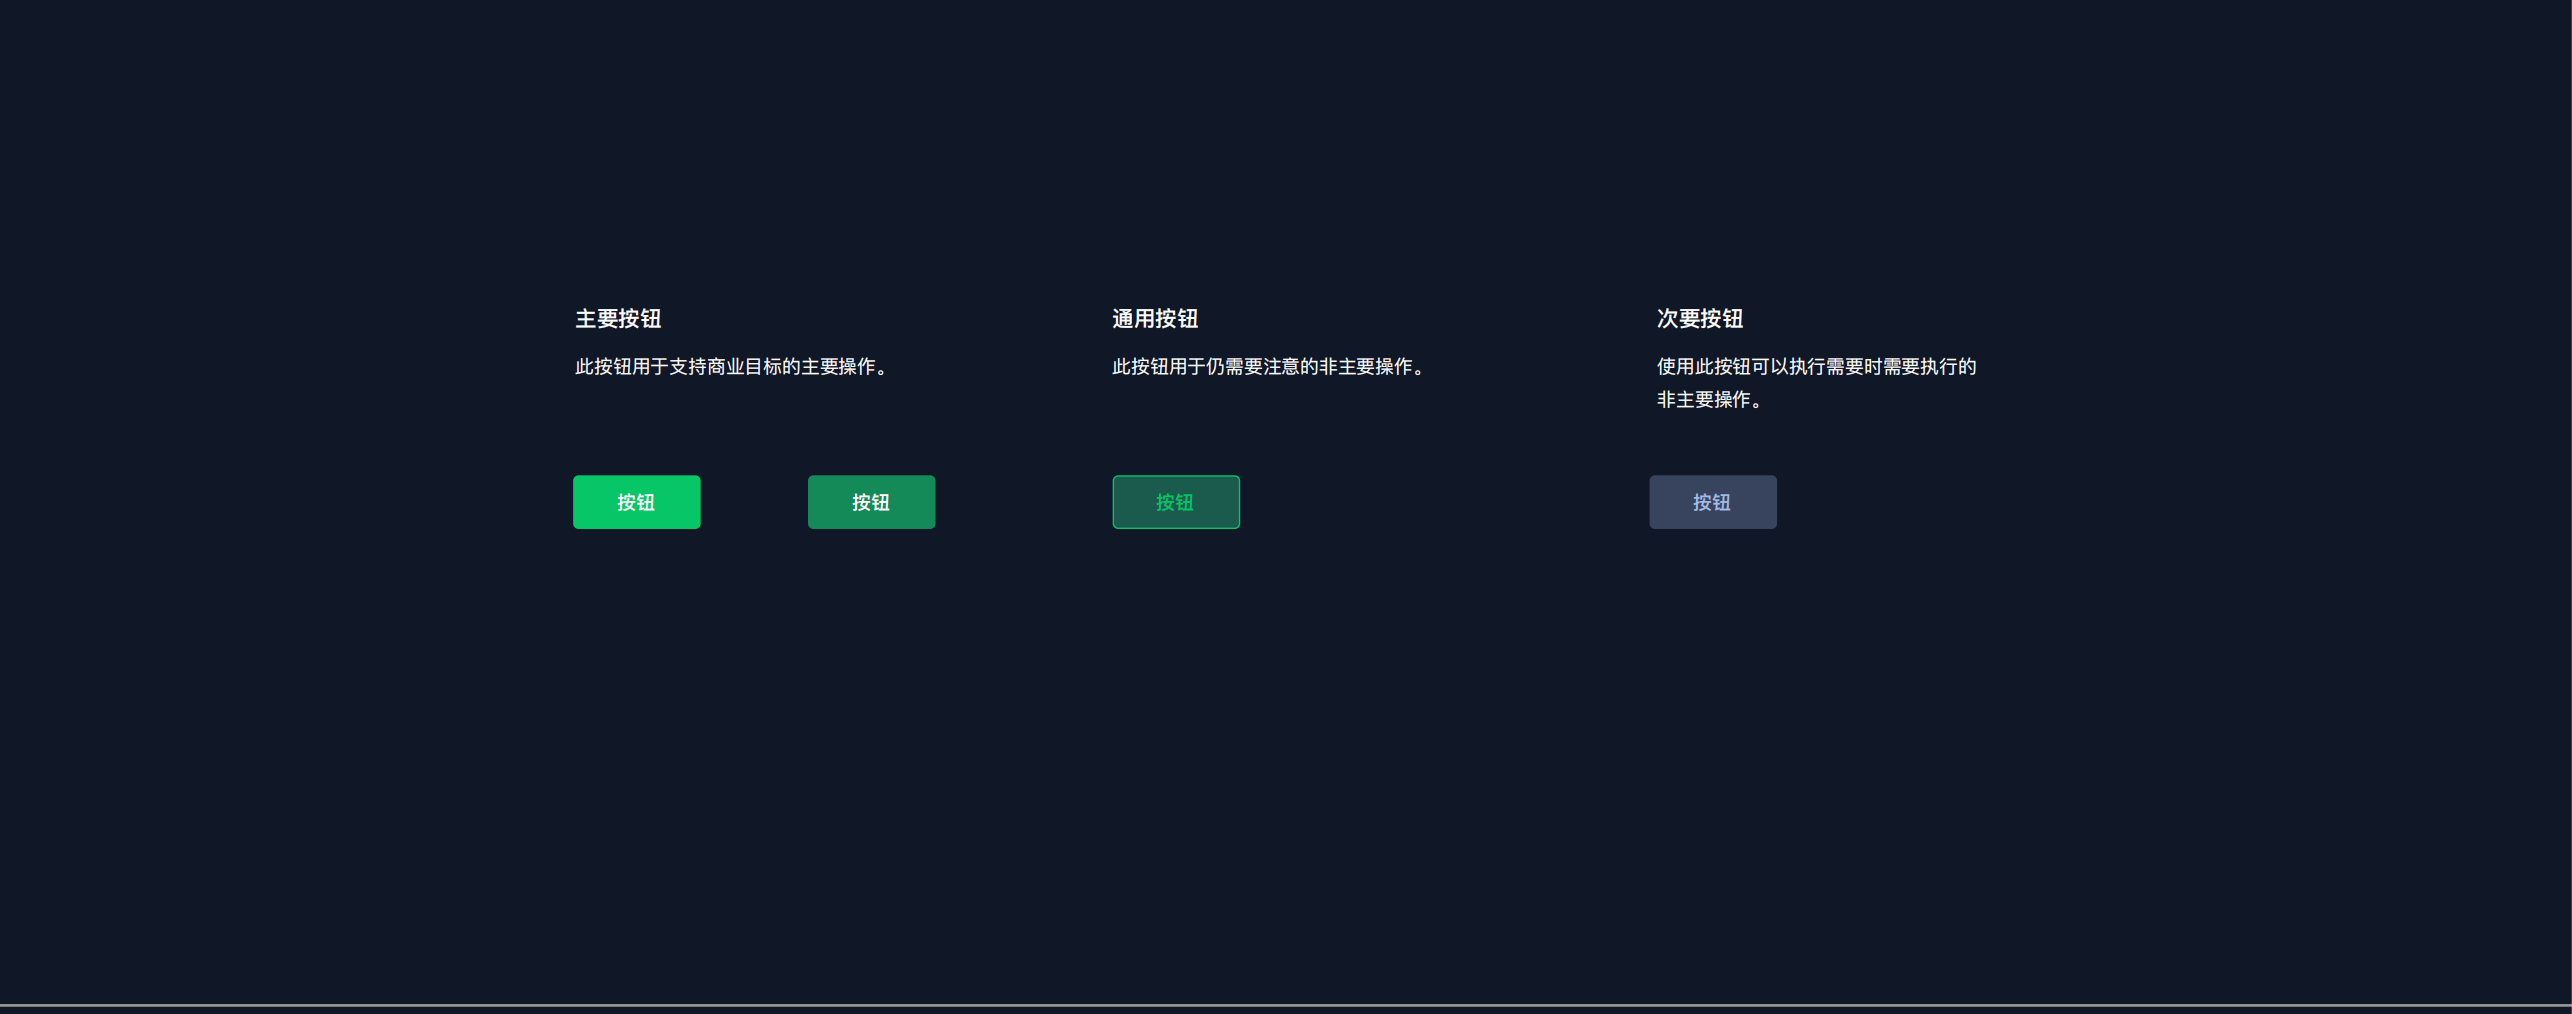 主要按钮
此按钮用于支持商业目标的主要操作。
按钮
按钮
通用按钮
此按钮用于仍需要注意的非主要操作。
按钮
次要按钮
使用此按钮可以执行需要时需要执行的
非主要操作。
按钮